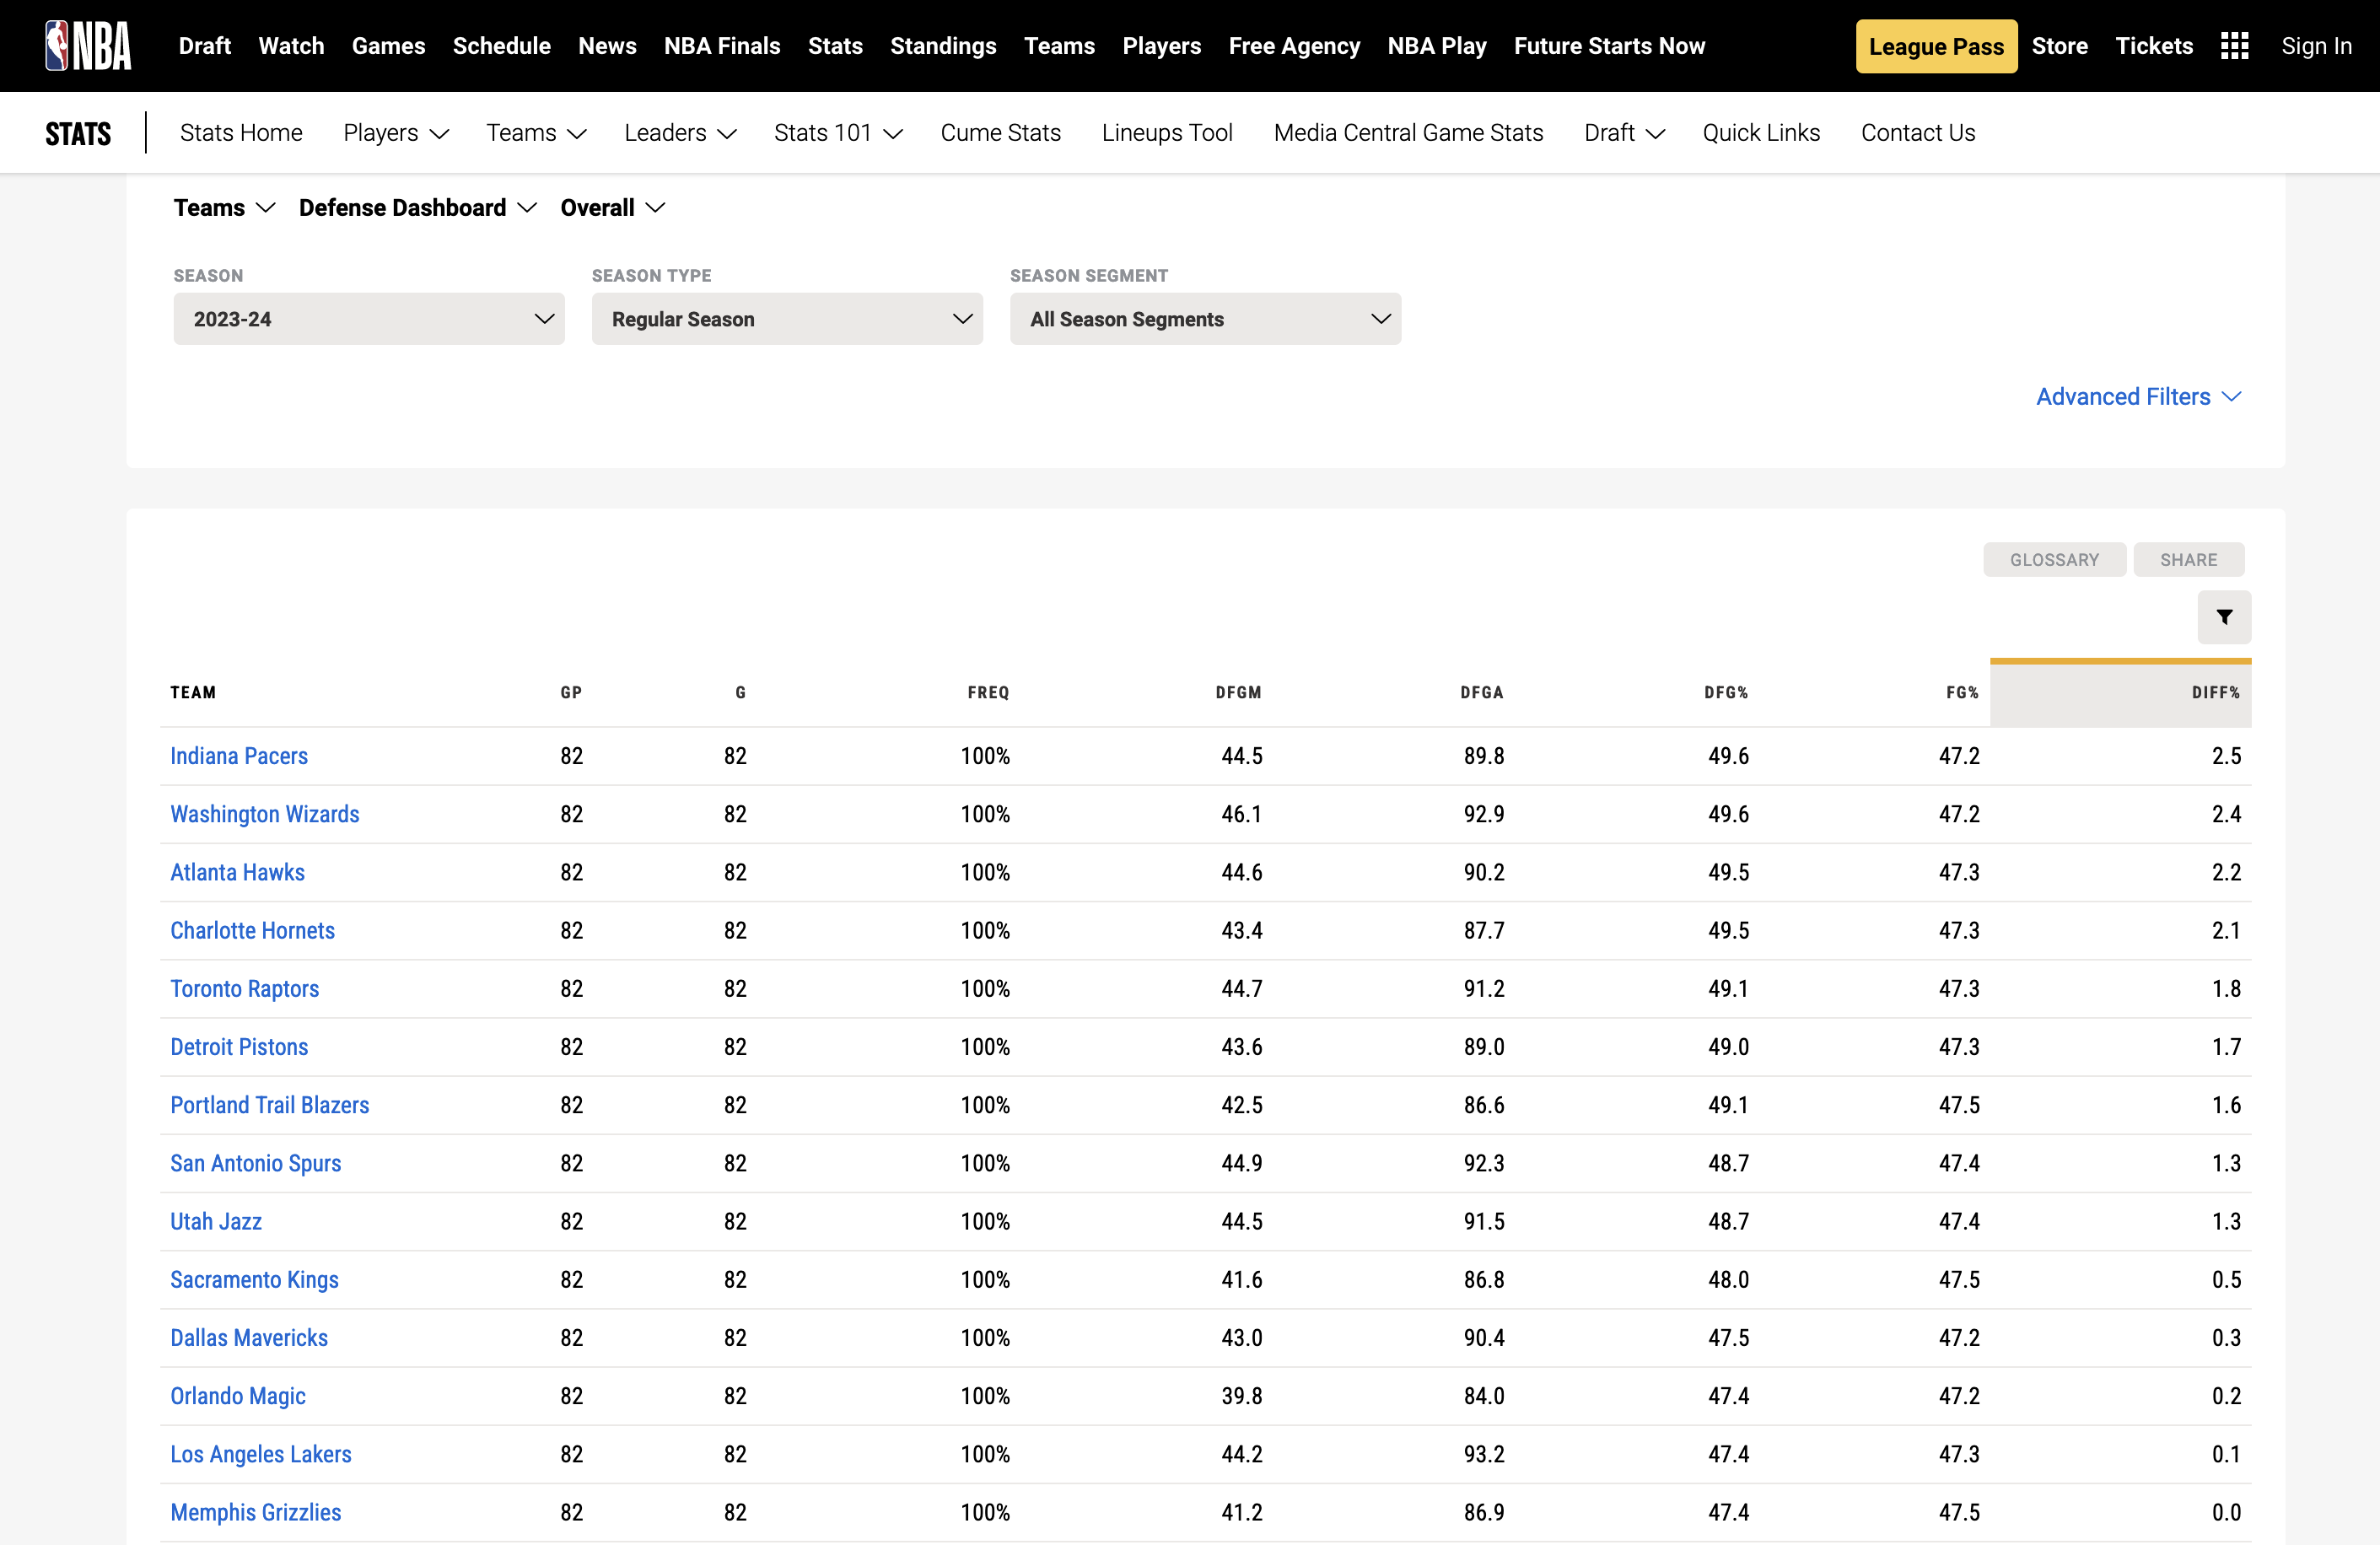 NBA Draft Watch Games Schedule News NBA Finals Stats Standings Teams Players Free Agency NBA Play Future Starts Now League Pass Store Tickets Sign In
STATS Stats Home Players Teams Leaders Stats 101 Cume Stats Lineups Tool Media Central Game Stats Draft Quick Links Contact Us
Teams Defense Dashboard Overall
SEASON SEASON TYPE SEASON SEGMENT
2023-24 Regular Season All Season Segments
Advanced Filters
GLOSSARY SHARE
TEAM GP G FREQ DFGM DFGA DFG% FG% DIFF%
Indiana Pacers 82 82 100% 44.5 89.8 49.6 47.2 2.5
Washington Wizards 82 82 100% 46.1 92.9 49.6 47.2 2.4
Atlanta Hawks 82 82 100% 44.6 90.2 49.5 47.3 2.2
Charlotte Hornets 82 82 100% 43.4 87.7 49.5 47.3 2.1
Toronto Raptors 82 82 100% 44.7 91.2 49.1 47.3 1.8
Detroit Pistons 82 82 100% 43.6 89.0 49.0 47.3 1.7
Portland Trail Blazers 82 82 100% 42.5 86.6 49.1 47.5 1.6
San Antonio Spurs 82 82 100% 44.9 92.3 48.7 47.4 1.3
Utah Jazz 82 82 100% 44.5 91.5 48.7 47.4 1.3
Sacramento Kings 82 82 100% 41.6 86.8 48.0 47.5 0.5
Dallas Mavericks 82 82 100% 43.0 90.4 47.5 47.2 0.3
Orlando Magic 82 82 100% 39.8 84.0 47.4 47.2 0.2
Los Angeles Lakers 82 82 100% 44.2 93.2 47.4 47.3 0.1
Memphis Grizzlies 82 82 100% 41.2 86.9 47.4 47.5 0.0